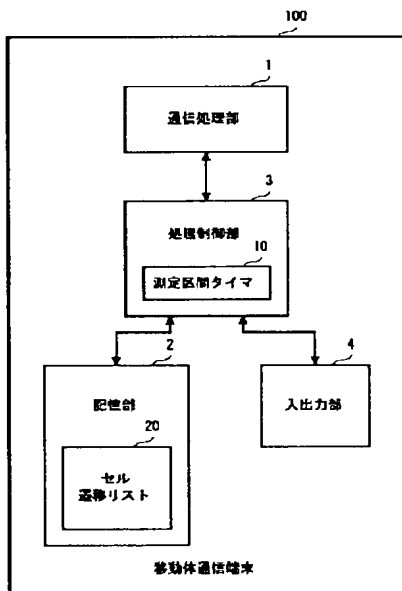 100
1
通信処理部
3
処理制御部
10
測定区間タイマ
2
記憶部
20
セル
遷移リスト
4
入出力部
移動体通信端末